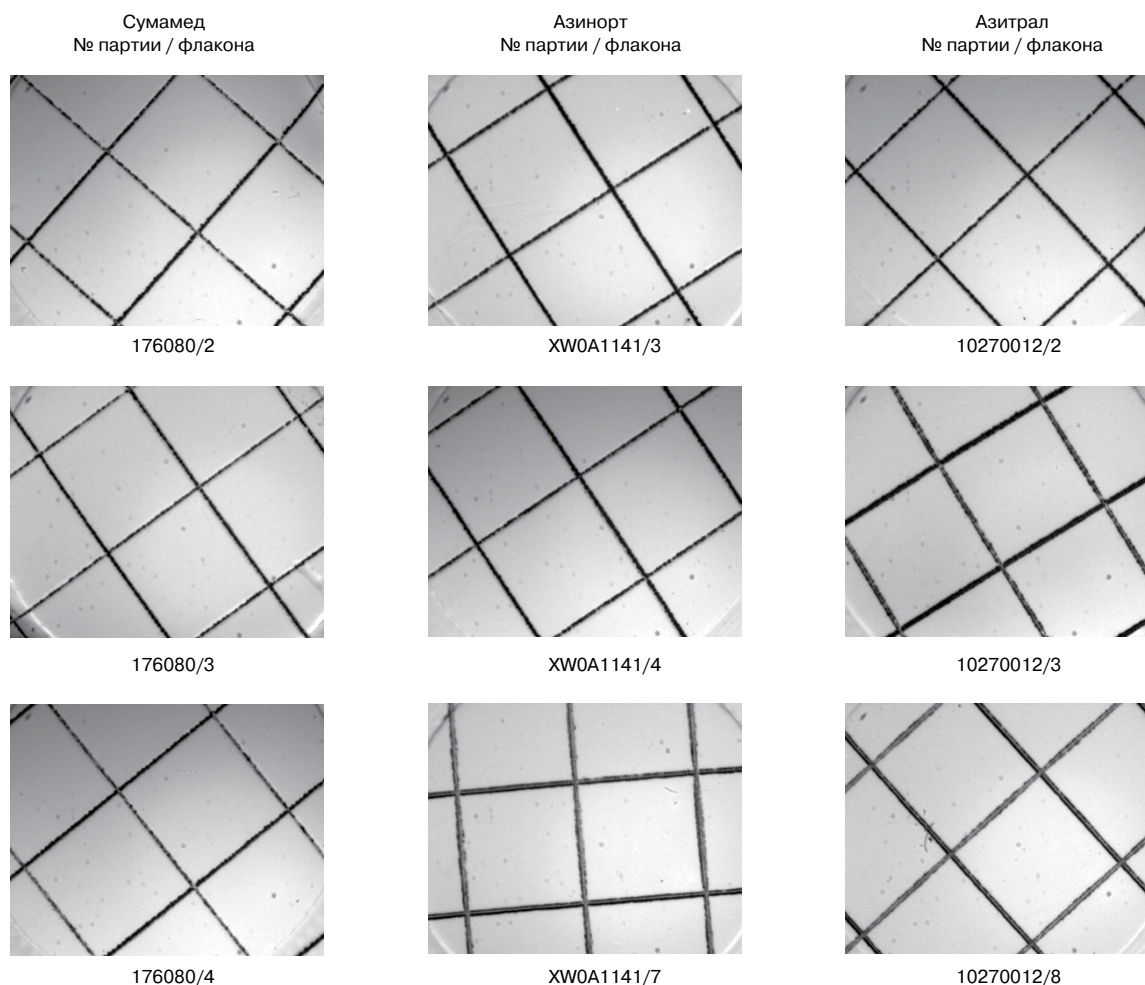 Сумамед
№ партии / флакона
Азинорт
№ партии / флакона
Азитрал
№ партии / флакона
176080/2
XW0A1141/3
10270012/2
176080/3
XW0A1141/4
10270012/3
176080/4
XW0A1141/7
10270012/8